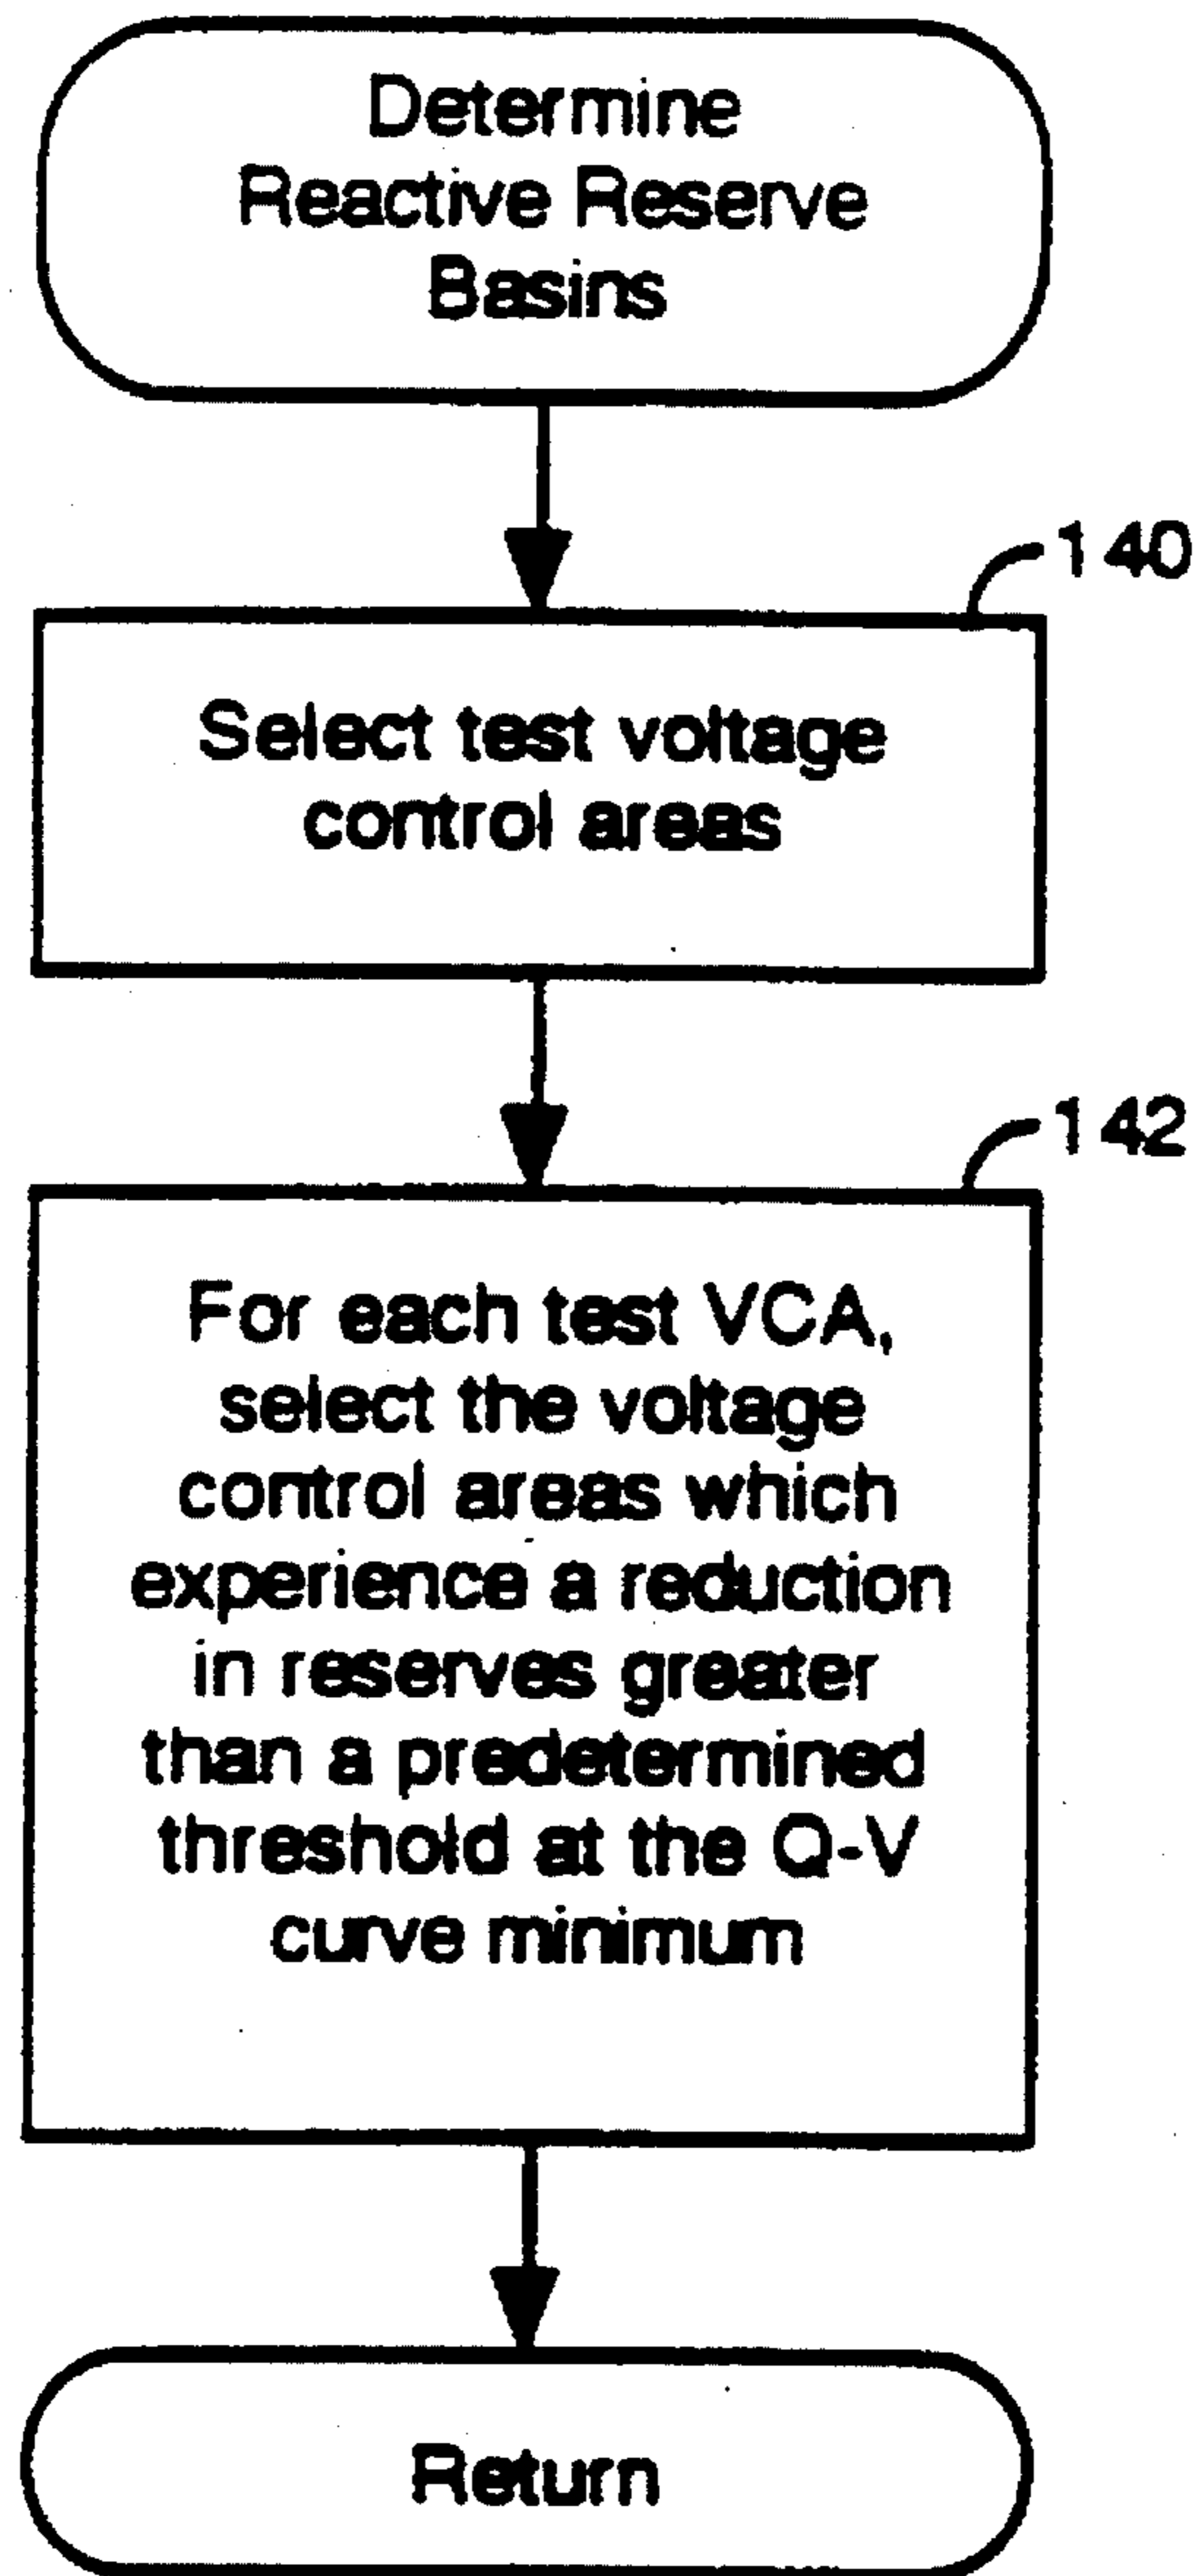 Determine
Reactive Reserve
Basins
140
Select test voltage
control areas
142
For each test VCA,
select the voltage
control areas which
experience a reduction
in reserves greater
than a predetermined
threshold at the Q-V
curve minimum
Return